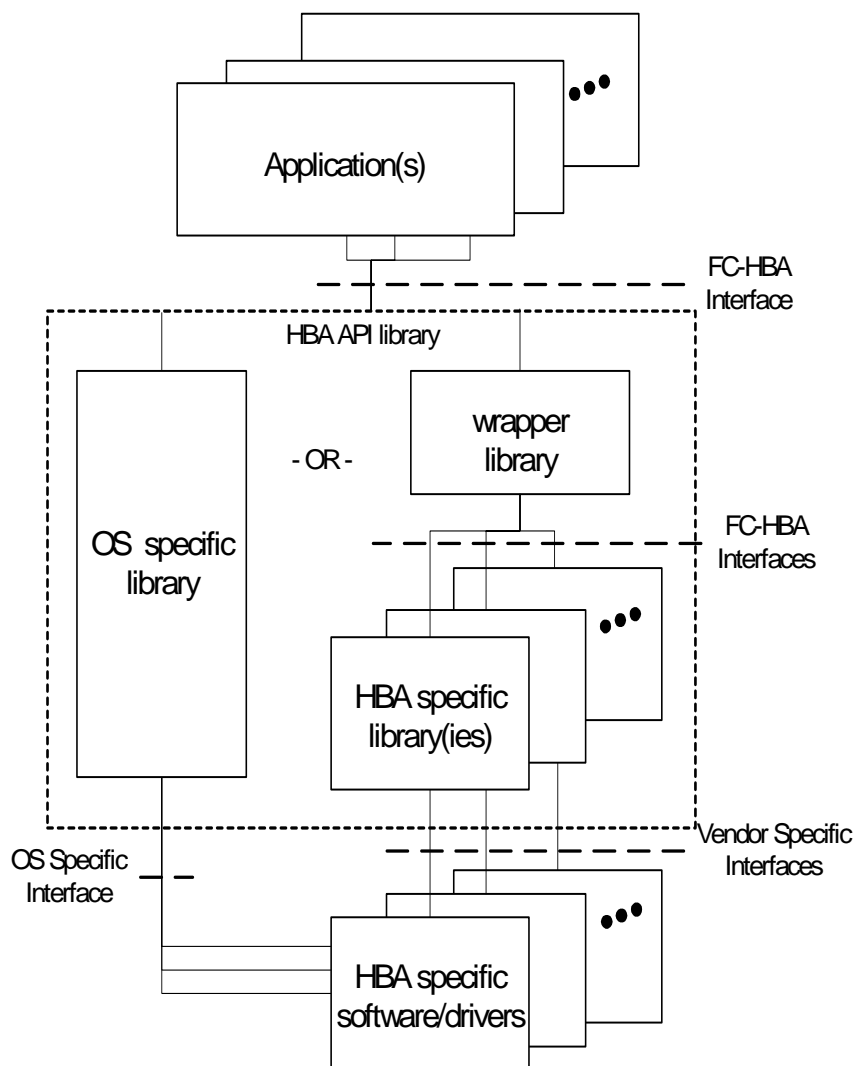 Application(s)
FC-HBA
Interface
HBA API library
OS specific
library
- OR -
wrapper
library
FC-HBA
Interfaces
HBA specific
library(ies)
Vendor Specific
Interfaces
OS Specific
Interface
HBA specific
software/drivers